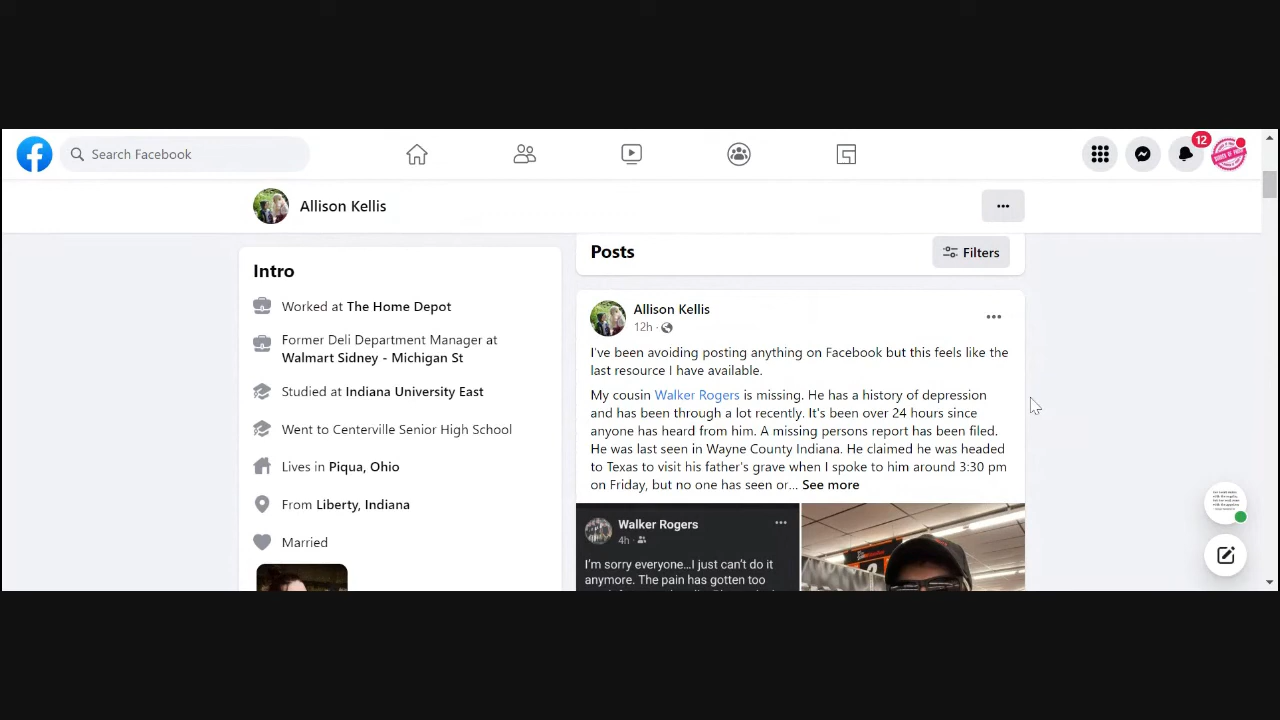 Search Facebook
12
Allison Kellis
Intro
Worked at The Home Depot
Former Deli Department Manager at
Walmart Sidney - Michigan St
Studied at Indiana University East
Went to Centerville Senior High School
Lives in Piqua, Ohio
From Liberty, Indiana
Married
Posts
Filters
Allison Kellis
12h
I've been avoiding posting anything on Facebook but this feels like the
last resource I have available.
My cousin Walker Rogers is missing. He has a history of depression
and has been through a lot recently. It's been over 24 hours since
anyone has heard from him. A missing persons report has been filed.
He was last seen in Wayne County Indiana. He claimed he was headed
to Texas to visit his father's grave when I spoke to him around 3:30 pm
on Friday, but no one has seen or... See more
Walker Rogers
4h
I'm sorry everyone...I just can't do it
anymore. The pain has gotten too